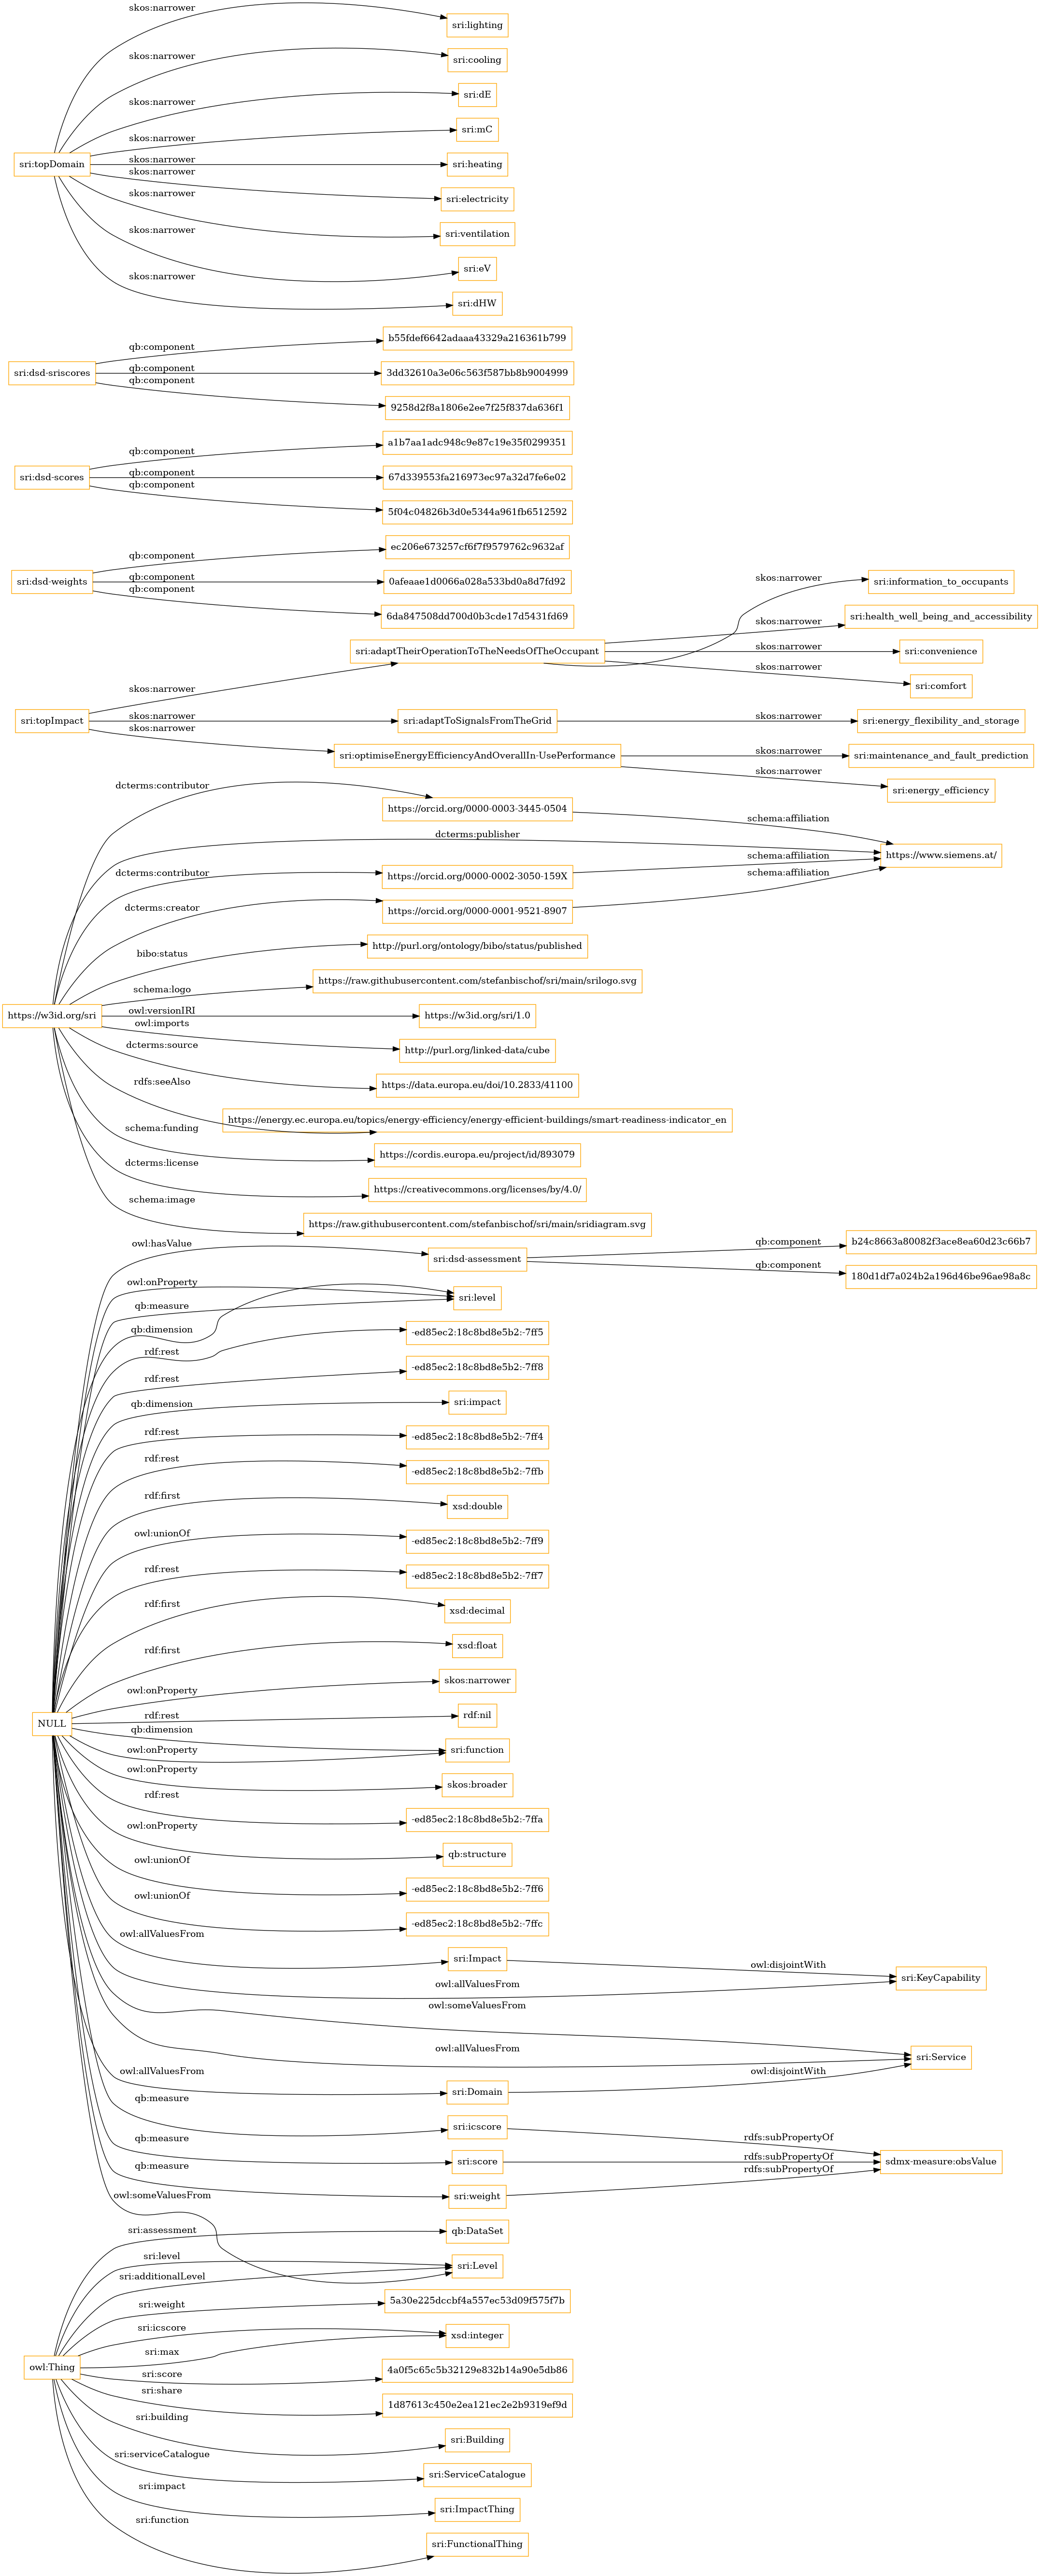 skos:narrower
sri:lighting
skos:narrower
sri:cooling
skos:narrower
sri:dE
skos:narrower
sri:mC
sri:topDomain
skos:narrower
sri:heating
skos:narrower
sri:electricity
skos:narrower
sri:ventilation
skos:narrower
sri:eV
skos:narrower
sri:dHW
qb:component
b55fdef6642adaaa43329a216361b799
sri:dsd-sriscores
qb:component
3dd32610a3e06c563f587bb8b9004999
qb:component
9258d2f8a1806e2ee7f25f837da636f1
qb:component
a1b7aa1adc948c9e87c19e35f0299351
sri:dsd-scores
qb:component
67d339553fa216973ec97a32d7fe6e02
qb:component
5f04c04826b3d0e5344a961fb6512592
qb:component
ec206e673257cf6f7f9579762c9632af
sri:dsd-weights
qb:component
0afeaae1d0066a028a533bd0a8d7fd92
qb:component
6da847508dd700d0b3cde17d5431fd69
skos:narrower
sri:information_to_occupants
skos:narrower
sri:health_well_being_and_accessibility
sri:adaptTheirOperationToTheNeedsOfTheOccupant
skos:narrower
sri:convenience
skos:narrower
sri:comfort
skos:narrower
sri:topImpact
skos:narrower
sri:adaptToSignalsFromTheGrid
skos:narrower
sri:energy_flexibility_and_storage
skos:narrower
sri:optimiseEnergyEfficiencyAndOverallIn-UsePerformance
skos:narrower
sri:maintenance_and_fault_prediction
skos:narrower
sri:energy_efficiency
dcterms:contributor
https://orcid.org/0000-0003-3445-0504
schema:affiliation
dcterms:publisher
https://www.siemens.at/
dcterms:contributor
https://orcid.org/0000-0002-3050-159X
schema:affiliation
dcterms:creator
https://orcid.org/0000-0001-9521-8907
schema:affiliation
bibo:status
http://purl.org/ontology/bibo/status/published
schema:logo
https://raw.githubusercontent.com/stefanbischof/sri/main/srilogo.svg
https://w3id.org/sri
owl:versionIRI
https://w3id.org/sri/1.0
owl:imports
http://purl.org/linked-data/cube
dcterms:source
https://data.europa.eu/doi/10.2833/41100
rdfs:seeAlso
https://energy.ec.europa.eu/topics/energy-efficiency/energy-efficient-buildings/smart-readiness-indicator_en
schema:funding
https://cordis.europa.eu/project/id/893079
dcterms:license
https://creativecommons.org/licenses/by/4.0/
schema:image
https://raw.githubusercontent.com/stefanbischof/sri/main/sridiagram.svg
owl:hasValue
sri:dsd-assessment
qb:component
b24c8663a80082f3ace8ea60d23c66b7
qb:component
180d1df7a024b2a196d46be96ae98a8c
owl:onProperty
sri:level
qb:measure
qb:dimension
rdf:rest
-ed85ec2:18c8bd8e5b2:-7ff5
rdf:rest
-ed85ec2:18c8bd8e5b2:-7ff8
qb:dimension
sri:impact
rdf:rest
-ed85ec2:18c8bd8e5b2:-7ff4
rdf:rest
-ed85ec2:18c8bd8e5b2:-7ffb
rdf:first
xsd:double
owl:unionOf
-ed85ec2:18c8bd8e5b2:-7ff9
rdf:rest
-ed85ec2:18c8bd8e5b2:-7ff7
rdf:first
xsd:decimal
rdf:first
xsd:float
owl:onProperty
skos:narrower
NULL
rdf:rest
rdf:nil
qb:dimension
sri:function
owl:onProperty
owl:onProperty
skos:broader
rdf:rest
-ed85ec2:18c8bd8e5b2:-7ffa
owl:onProperty
qb:structure
owl:unionOf
-ed85ec2:18c8bd8e5b2:-7ff6
owl:unionOf
-ed85ec2:18c8bd8e5b2:-7ffc
owl:allValuesFrom
sri:Impact
owl:disjointWith
sri:KeyCapability
owl:allValuesFrom
owl:someValuesFrom
owl:allValuesFrom
sri:Service
owl:allValuesFrom
sri:Domain
owl:disjointWith
qb:measure
sri:icscore
rdfs:subPropertyOf
qb:measure
sri:score
rdfs:subPropertyOf
sdmx-measure:obsValue
qb:measure
sri:weight
rdfs:subPropertyOf
owl:someValuesFrom
sri:assessment
qb:DataSet
sri:level
sri:Level
sri:additionalLevel
sri:weight
5a30e225dccbf4a557ec53d09f575f7b
sri:icscore
xsd:integer
sri:max
owl:Thing
sri:score
4a0f5c65c5b32129e832b14a90e5db86
sri:share
1d87613c450e2ea121ec2e2b9319ef9d
sri:building
sri:Building
sri:serviceCatalogue
sri:ServiceCatalogue
sri:impact
sri:ImpactThing
sri:function
sri:FunctionalThing